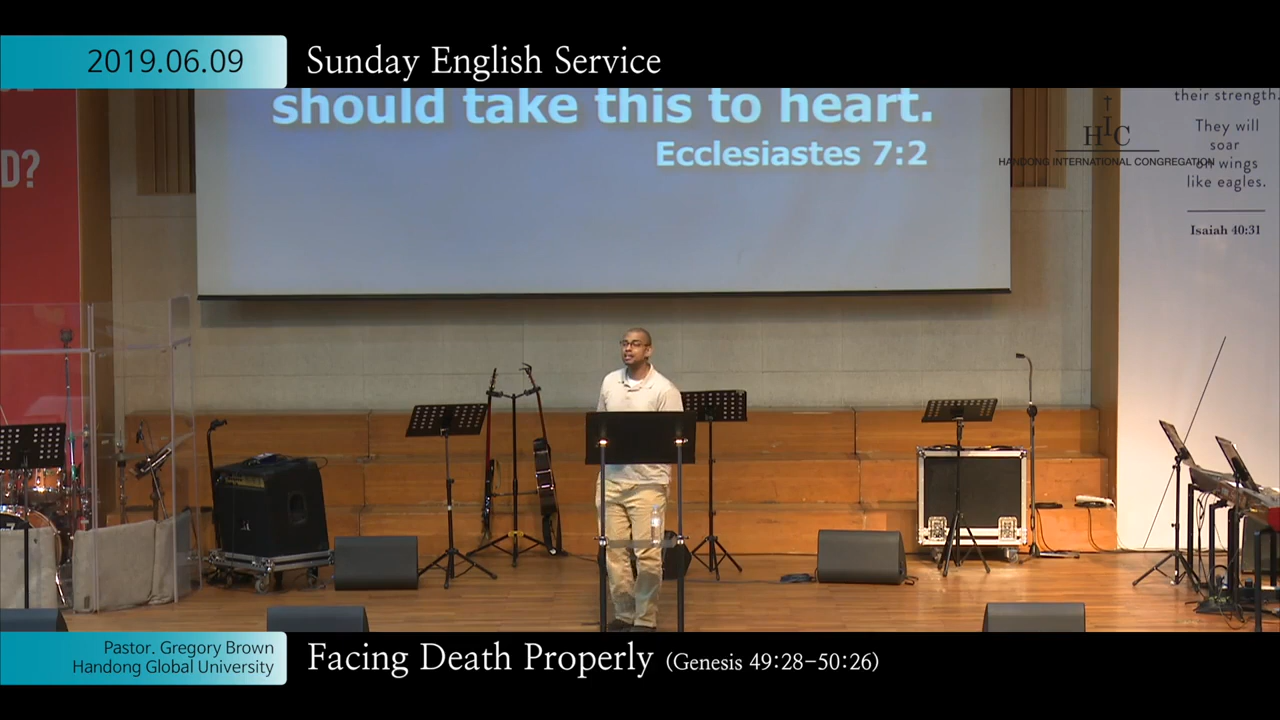 2019.06.09
Sunday English Service
should take this to heart.
Ecclesiastes 7:2
D?
HIC
HANDONG INTERNATIONAL CONGREGATION
their strength.
They will
soar
on wings
like eagles.
Isaiah 40:31
Pastor. Gregory Brown
Handong Global University
Facing Death Properly (Genesis 49:28-50:26)